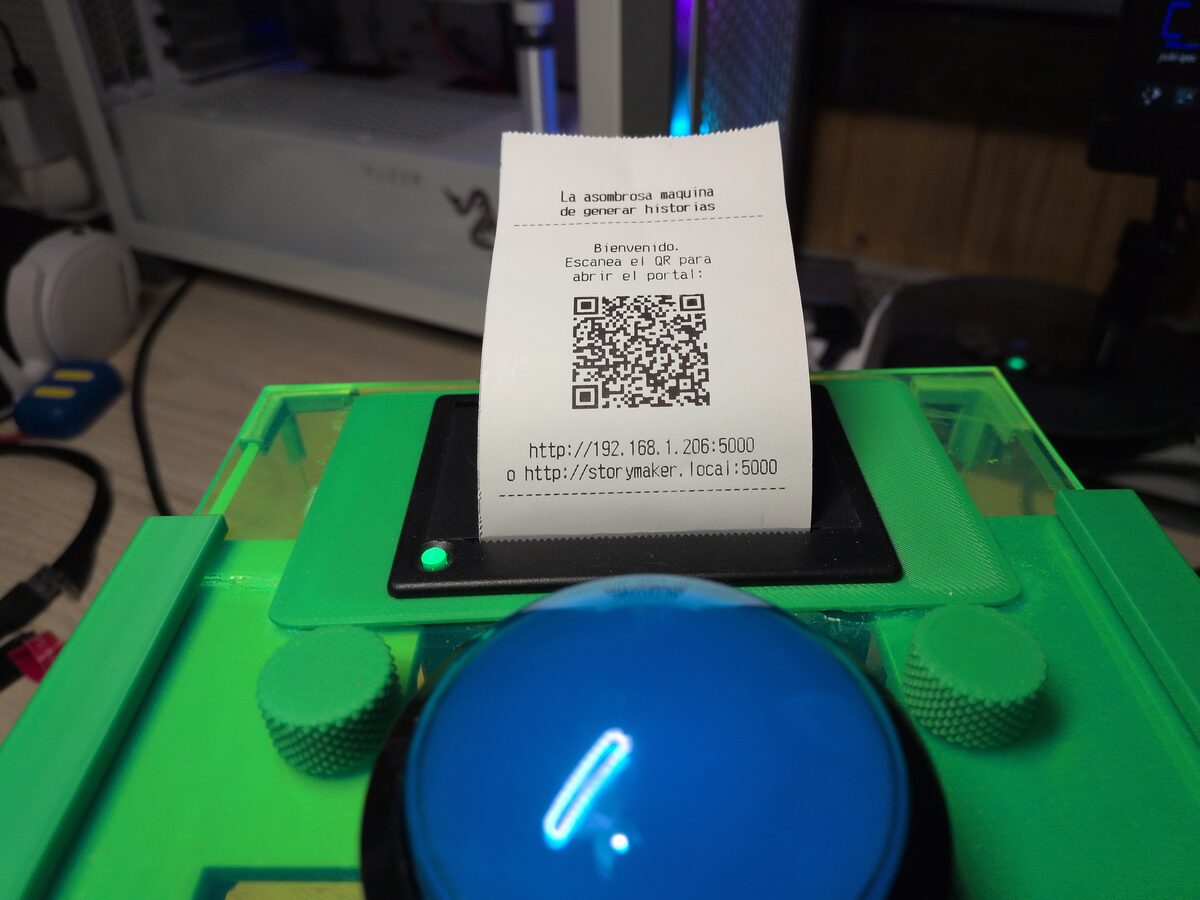 La asombrosa maquina
de generar historias
Bienvenido.
Escanea el QR para
abrir el portal:
http://192.168.1.206:5000
o http://storymaker.local:5000